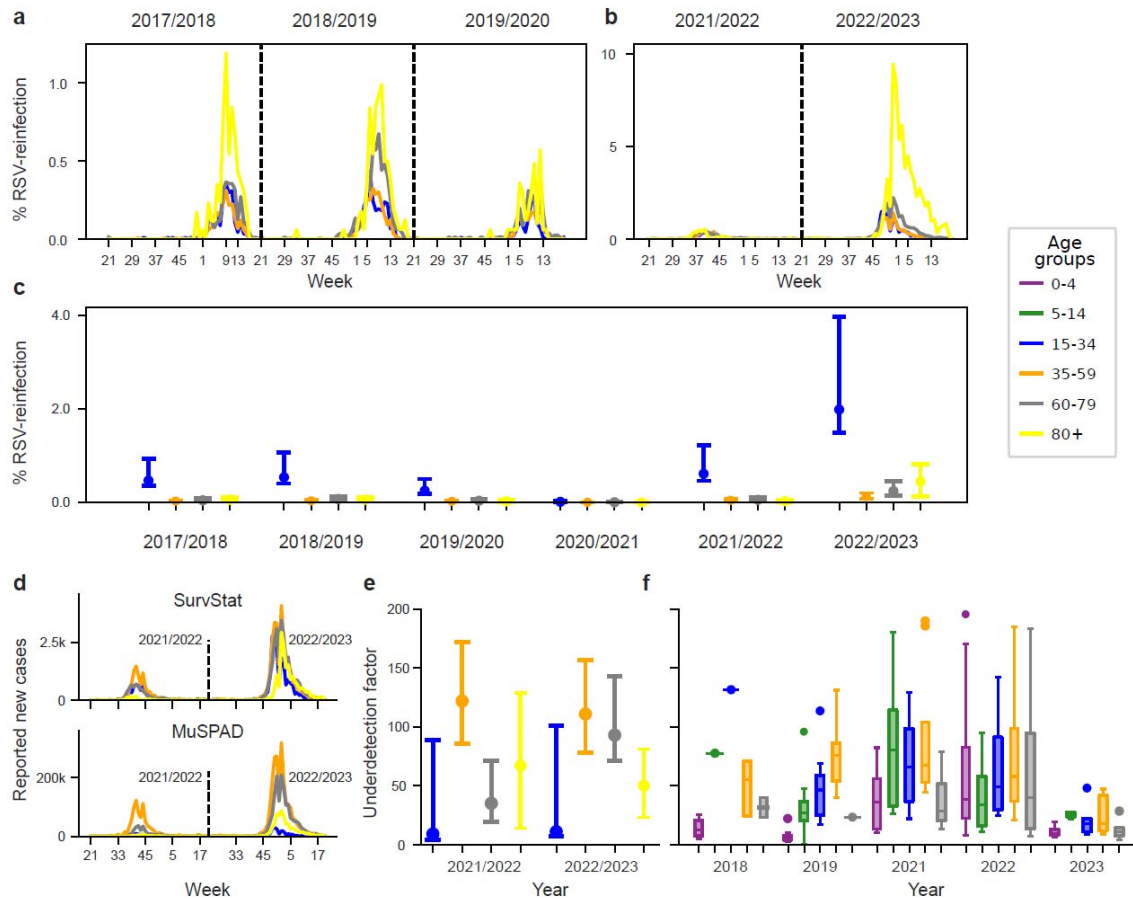 a
2017/2018
2018/2019
2019/2020
b
2021/2022
2022/2023
% RSV-reinfection
1.0
0.5
0.0
10
5
0
21 29 37 45 1 9 13 21 29 37 45 5 13 21 29 37 45 1 5 13
21 29 37 45 1 5 13 21 29 37 45 1 5 13
Week
Week
Age
groups
0-4
5-14
15-34
35-59
60-79
80+
c
% RSV-reinfection
4.0
2.0
0.0
2017/2018
2018/2019
2019/2020
2020/2021
2021/2022
2022/2023
d
SurvStat
2021/2022
2022/2023
Reported new cases
2.5k
0
MuSPAD
2021/2022
2022/2023
200k
0
21 33 45 5 17 33 45 5 17
Week
e
Underdetection factor
200
150
100
50
0
2021/2022
2022/2023
Year
f
2018
2019
2021
2022
2023
Year